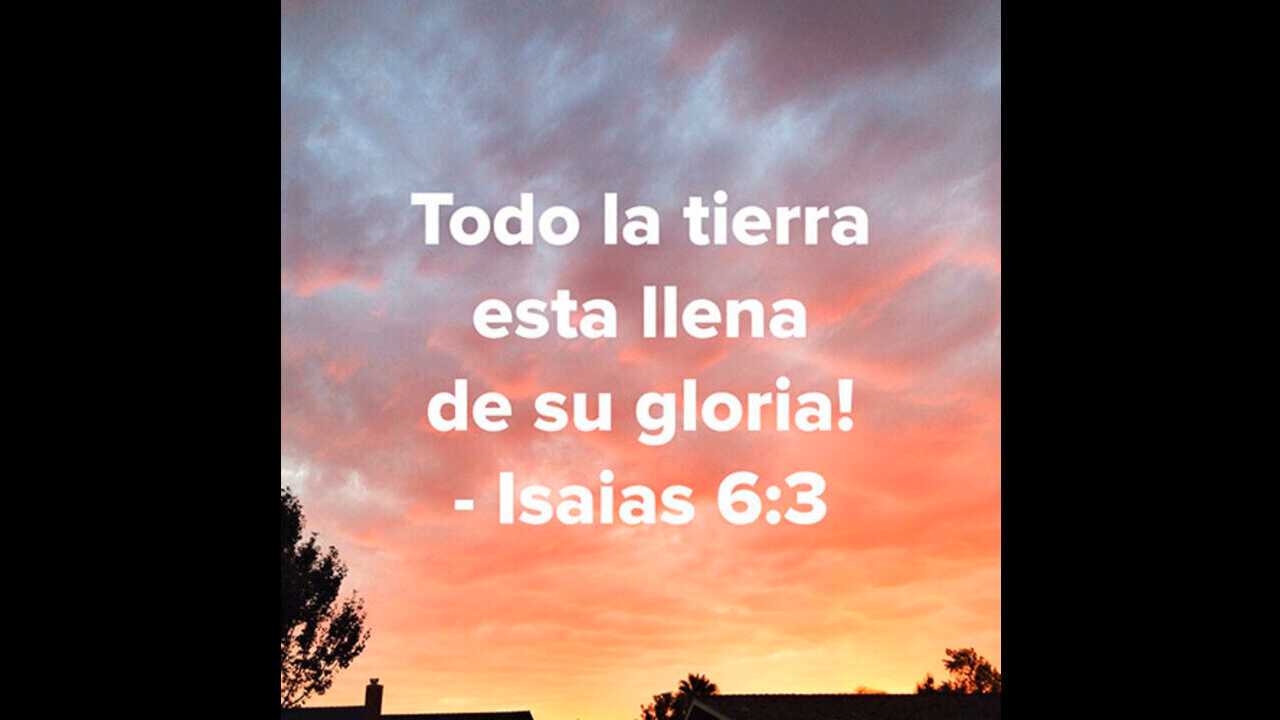 Todo la tierra
esta llena
de su gloria!
- Isaias 6:3